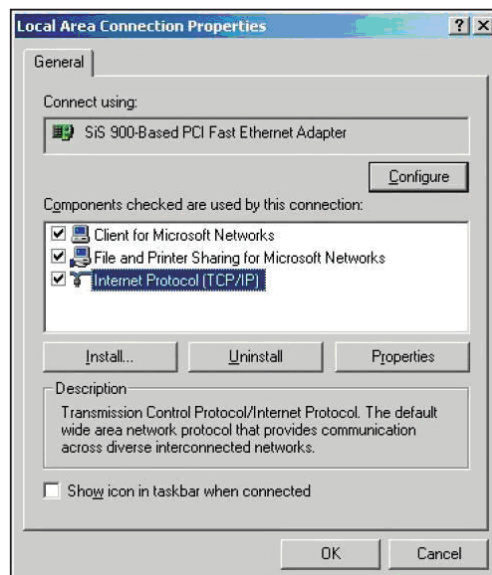 Local Area Connection Properties
General
Connect using:
SiS 900-Based PCI Fast Ethernet Adapter
Configure
Components checked are used by this connection:
Client for Microsoft Networks
File and Printer Sharing for Microsoft Networks
Internet Protocol (TCP/IP)
Install... Uninstall Properties
Description
Transmission Control Protocol/Internet Protocol. The default
wide area network protocol that provides communication
across diverse interconnected networks.
Show icon in taskbar when connected
OK Cancel